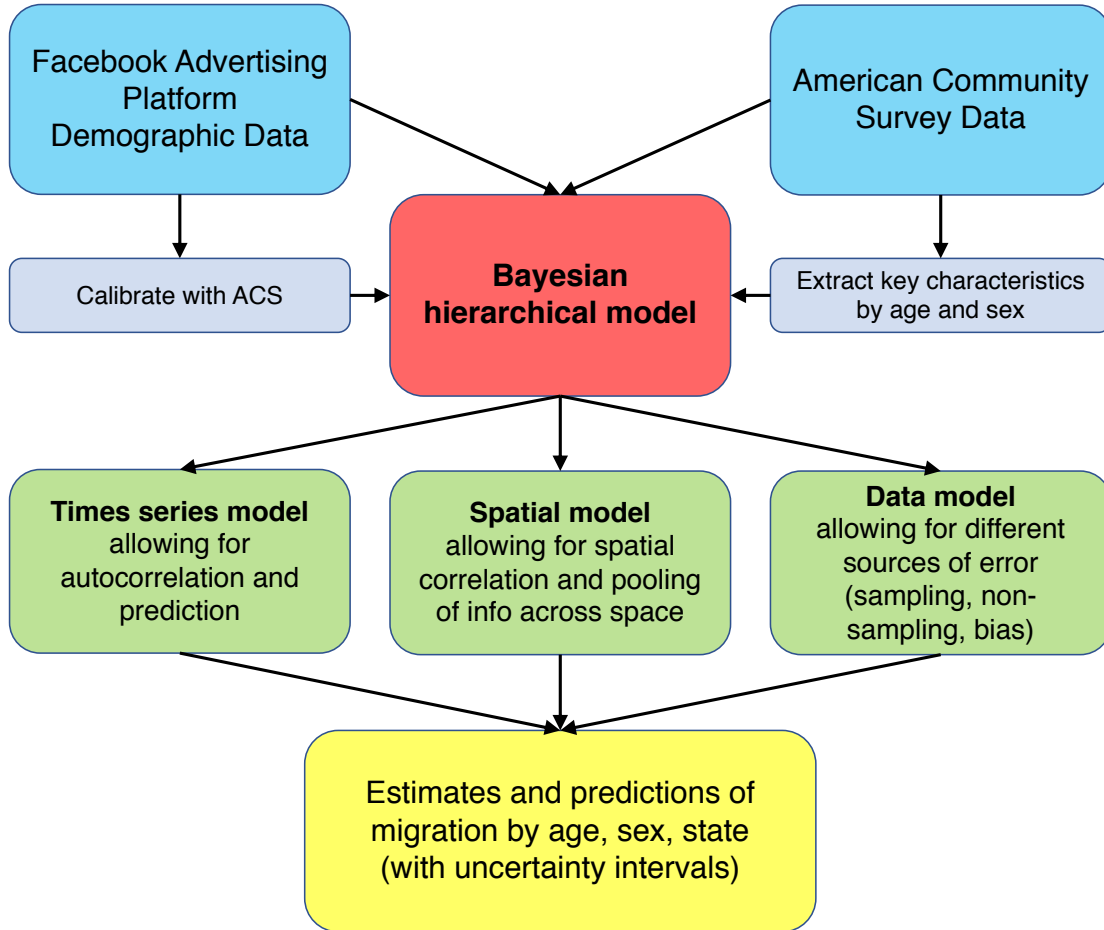 Facebook Advertising
Platform
Demographic Data
American Community
Survey Data
Calibrate with ACS
Bayesian
hierarchical model
Extract key characteristics
by age and sex
Times series model
allowing for
autocorrelation and
prediction
Spatial model
allowing for spatial
correlation and pooling
of info across space
Data model
allowing for different
sources of error
(sampling, non-
sampling, bias)
Estimates and predictions of
migration by age, sex, state
(with uncertainty intervals)